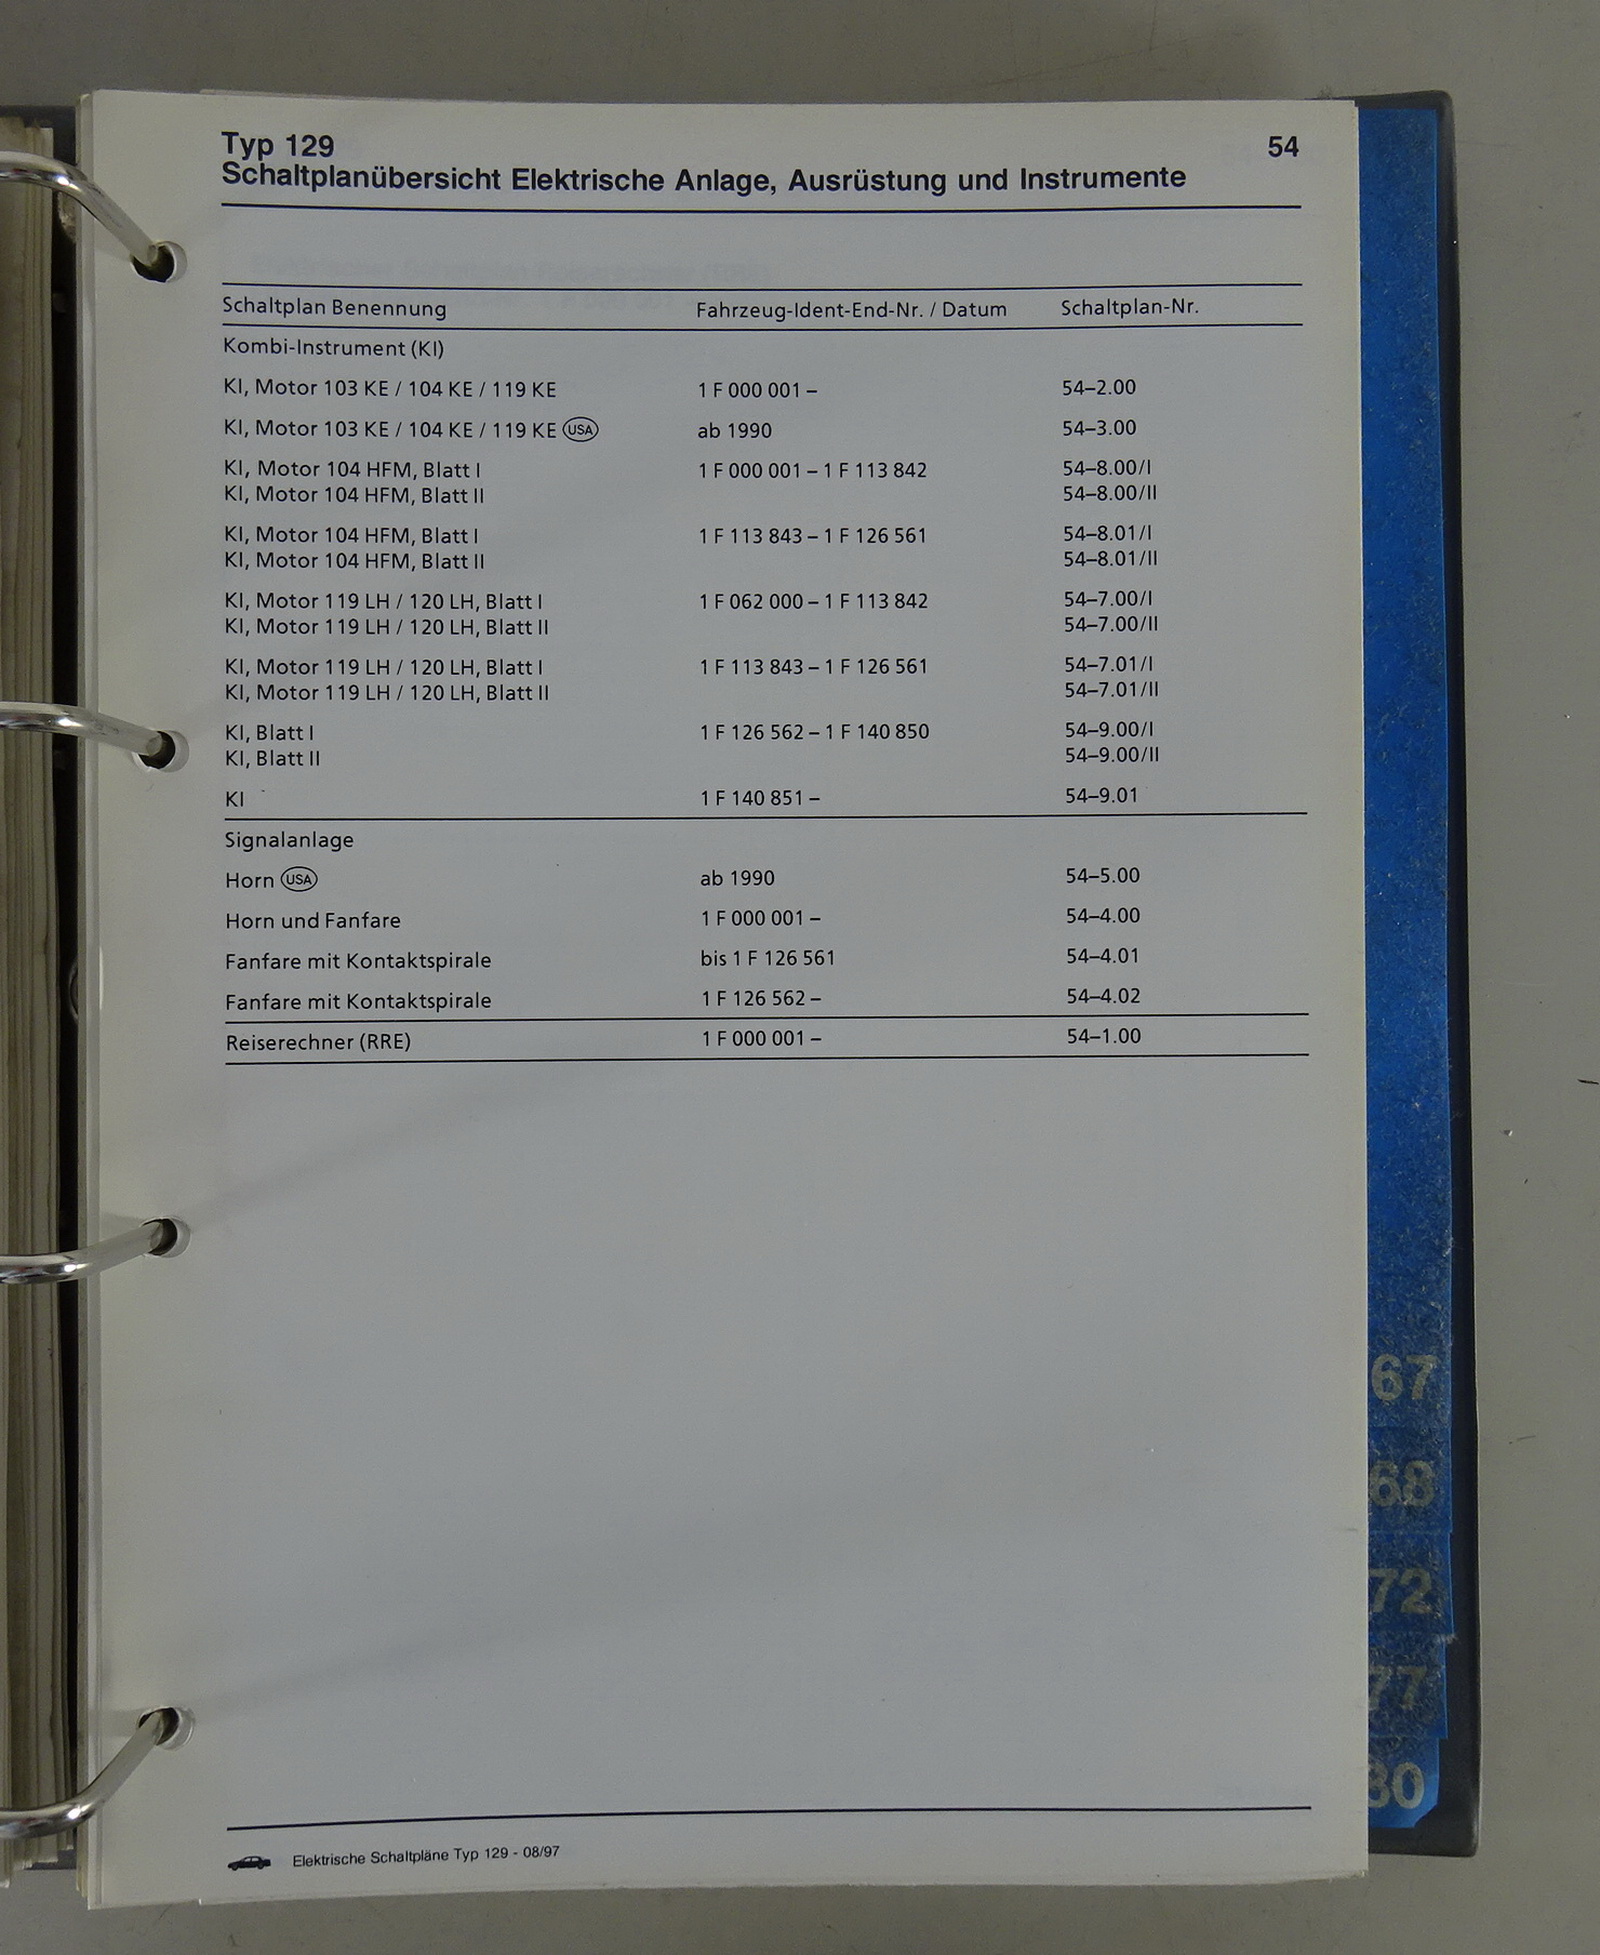 Typ 129 54
Schaltplanübersicht Elektrische Anlage, Ausrüstung und Instrumente
Schaltplan Benennung Fahrzeug-Ident-End-Nr. / Datum Schaltplan-Nr.
Kombi-Instrument (KI)
KI, Motor 103 KE / 104 KE / 119 KE 1 F 000 001 – 54–2.00
KI, Motor 103 KE / 104 KE / 119 KE USA ab 1990 54–3.00
KI, Motor 104 HFM, Blatt I 1 F 000 001 – 1 F 113 842 54–8.00/I
KI, Motor 104 HFM, Blatt II 54–8.00/II
KI, Motor 104 HFM, Blatt I 1 F 113 843 – 1 F 126 561 54–8.01/I
KI, Motor 104 HFM, Blatt II 54–8.01/II
KI, Motor 119 LH / 120 LH, Blatt I 1 F 062 000 – 1 F 113 842 54–7.00/I
KI, Motor 119 LH / 120 LH, Blatt II 54–7.00/II
KI, Motor 119 LH / 120 LH, Blatt I 1 F 113 843 – 1 F 126 561 54–7.01/I
KI, Motor 119 LH / 120 LH, Blatt II 54–7.01/II
KI, Blatt I 1 F 126 562 – 1 F 140 850 54–9.00/I
KI, Blatt II 54–9.00/II
KI 1 F 140 851 – 54–9.01
Signalanlage
Horn USA ab 1990 54–5.00
Horn und Fanfare 1 F 000 001 – 54–4.00
Fanfare mit Kontaktspirale bis 1 F 126 561 54–4.01
Fanfare mit Kontaktspirale 1 F 126 562 – 54–4.02
Reiserechner (RRE) 1 F 000 001 – 54–1.00
67
68
72
77
80
Elektrische Schaltpläne Typ 129 - 08/97